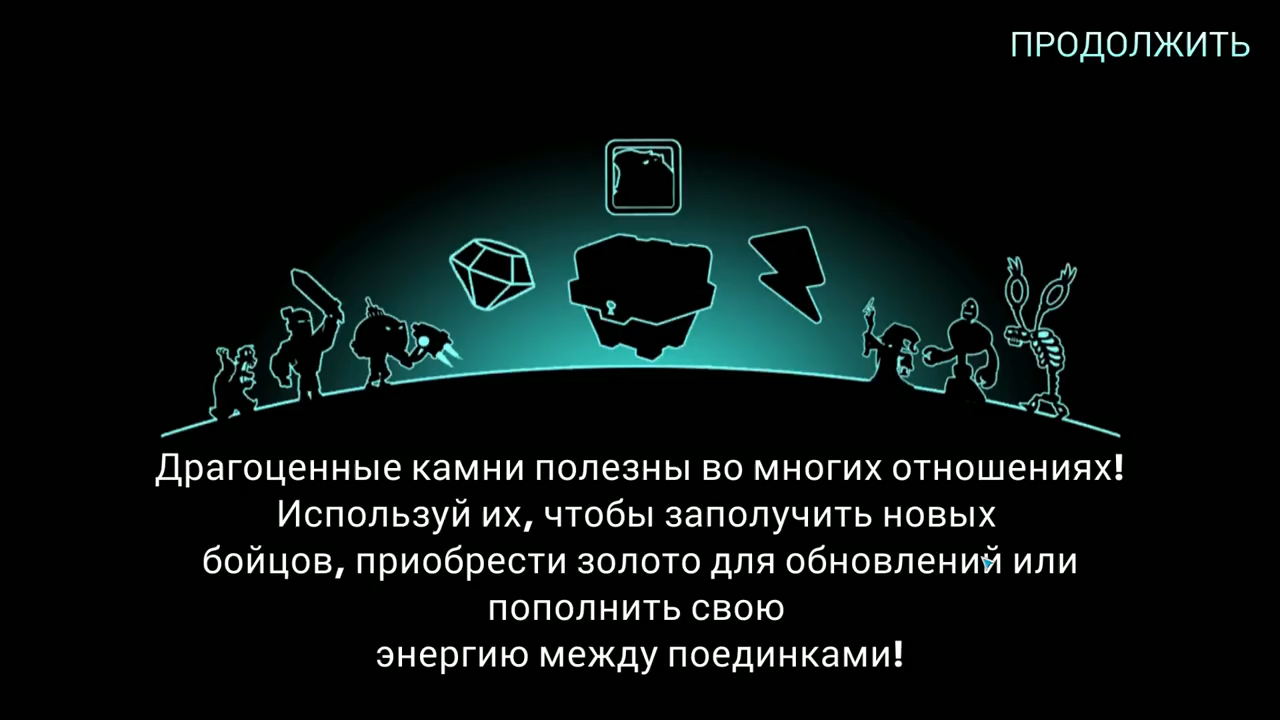 ПРОДОЛЖИТЬ
Драгоценные камни полезны во многих отношениях!
Используй их, чтобы заполучить новых
бойцов, приобрести золото для обновлений или
пополнить свою
энергию между поединками!